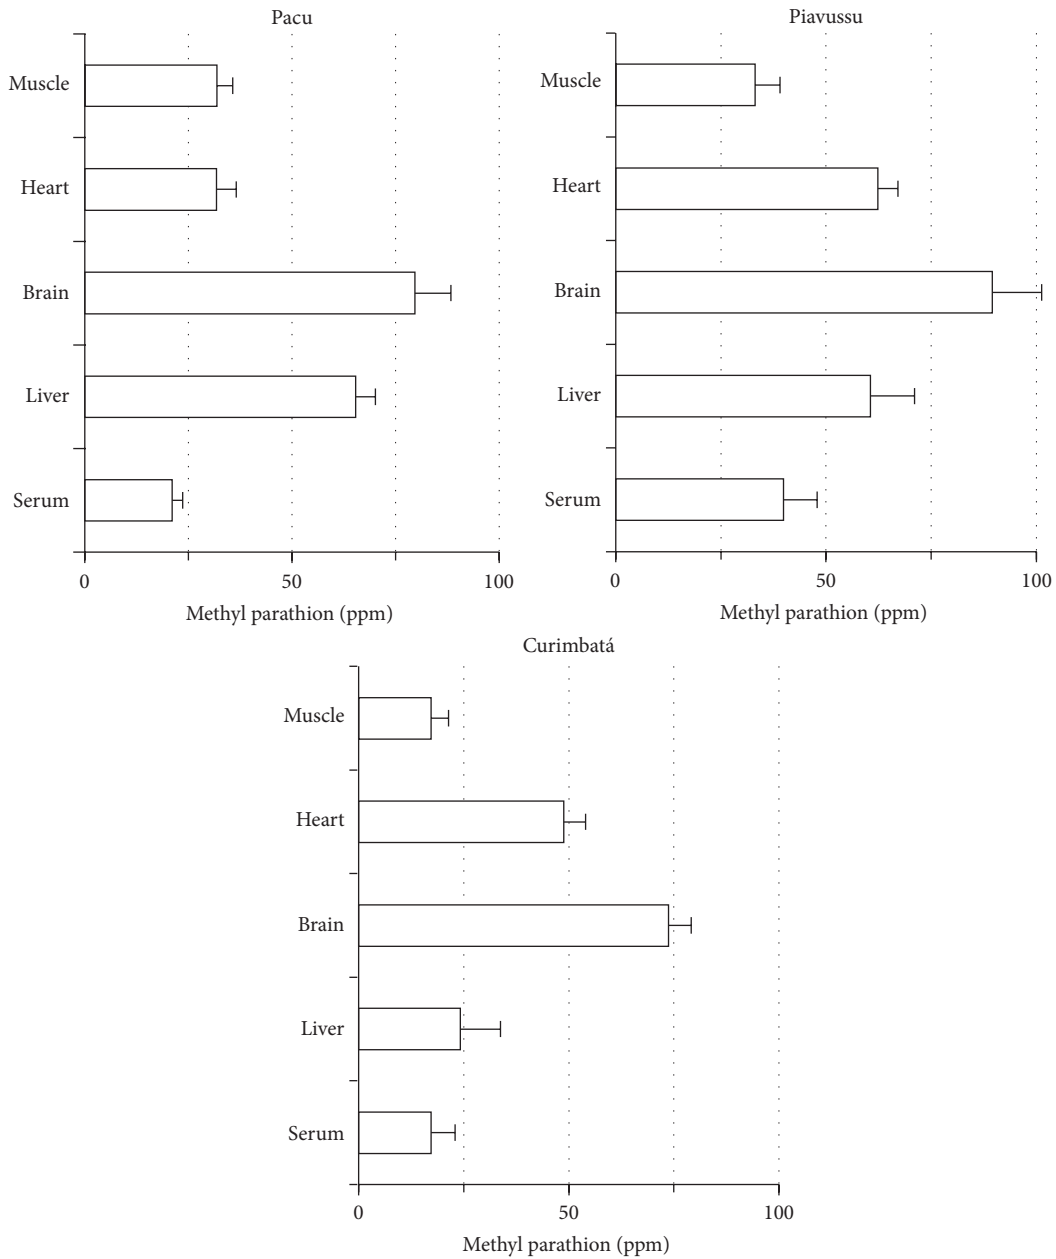 Pacu
Muscle
Heart
Brain
Liver
Serum
0 50 100
Methyl parathion (ppm)
Piavussu
Muscle
Heart
Brain
Liver
Serum
0 50 100
Methyl parathion (ppm)
Curimbatá
Muscle
Heart
Brain
Liver
Serum
0 50 100
Methyl parathion (ppm)